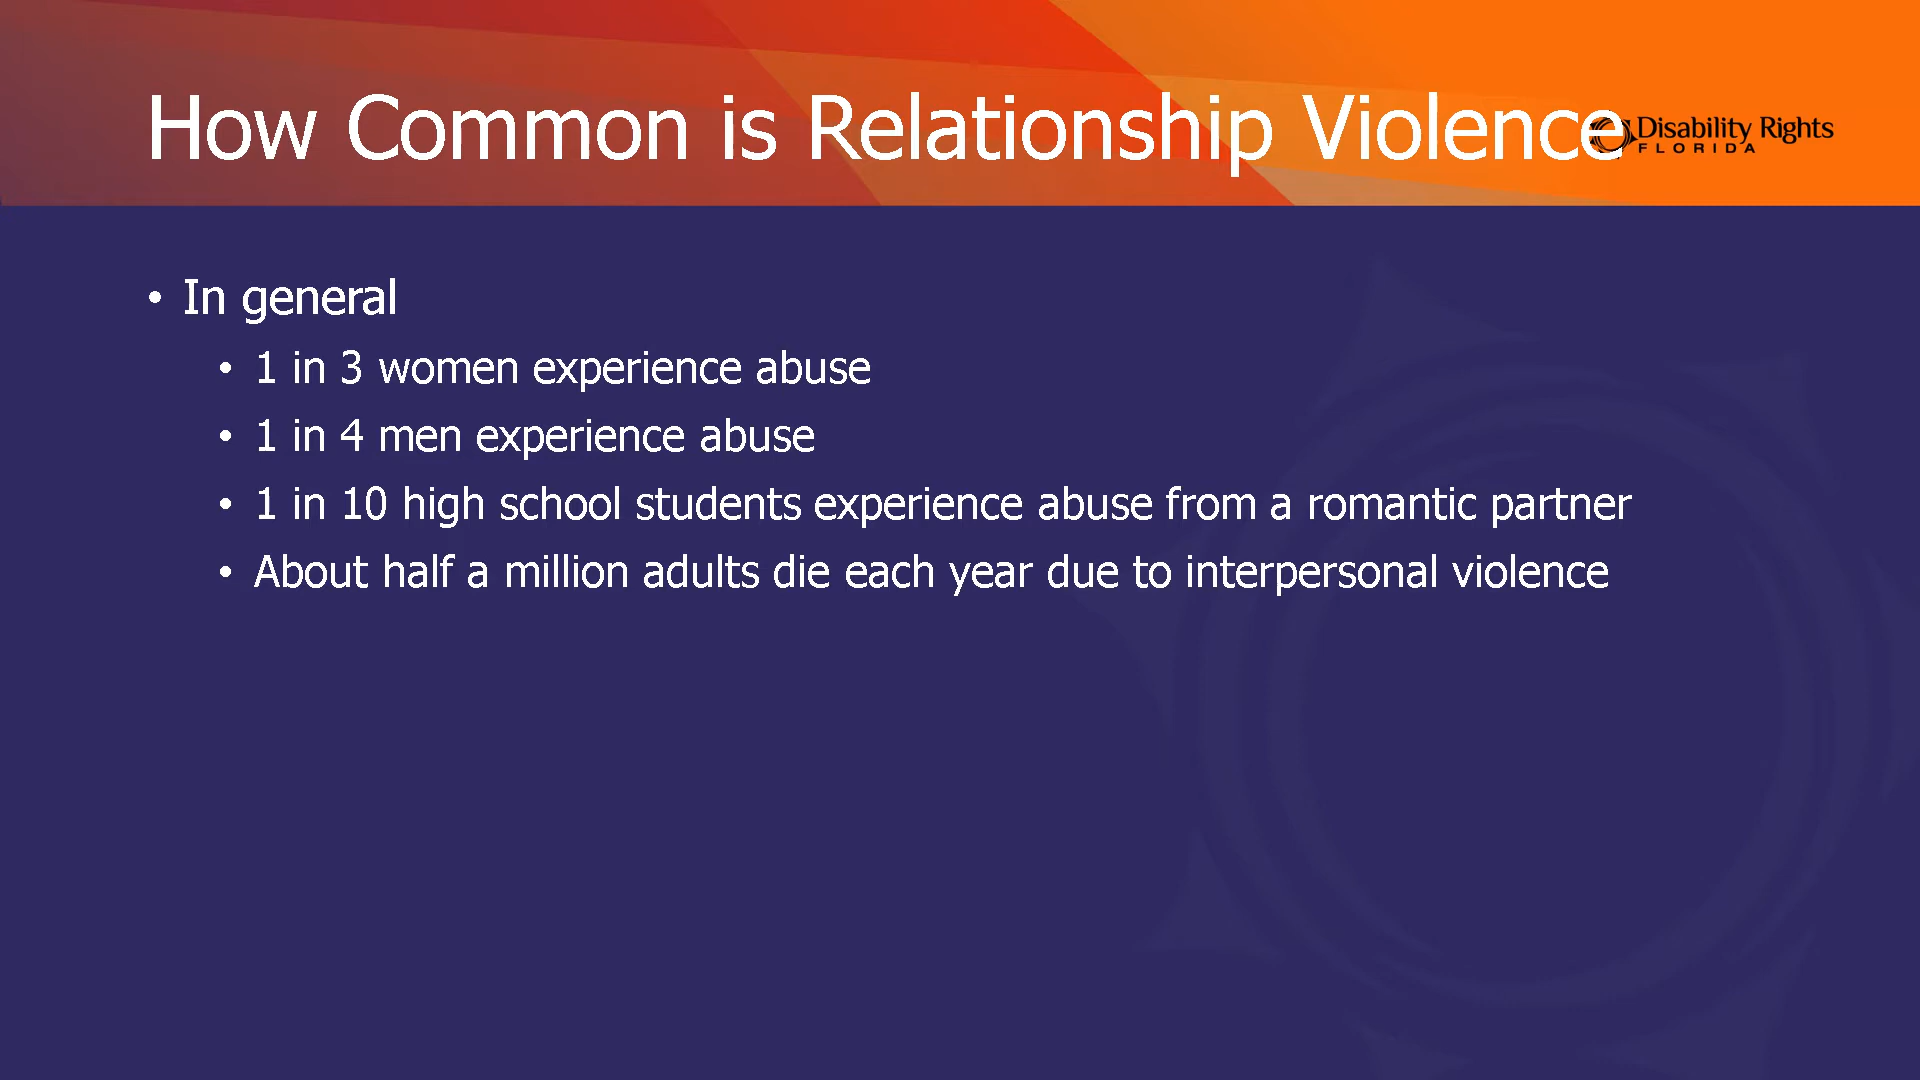 How Common is Relationship Violence
Disability Rights
FLORIDA
• In general
• 1 in 3 women experience abuse
• 1 in 4 men experience abuse
• 1 in 10 high school students experience abuse from a romantic partner
• About half a million adults die each year due to interpersonal violence